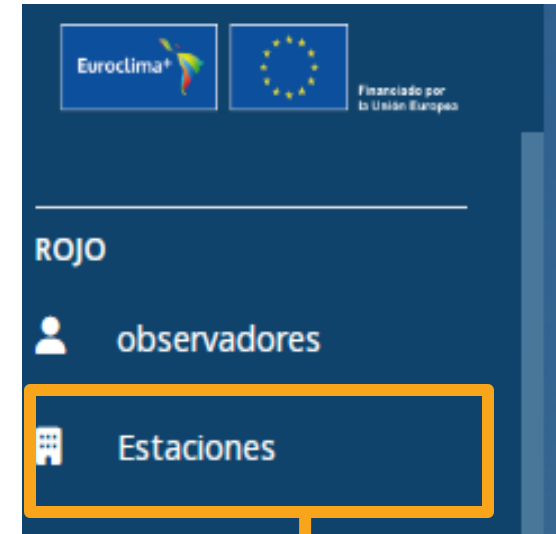 Euroclima+
Financiado por
la Unión Europea
ROJO
observadores
Estaciones